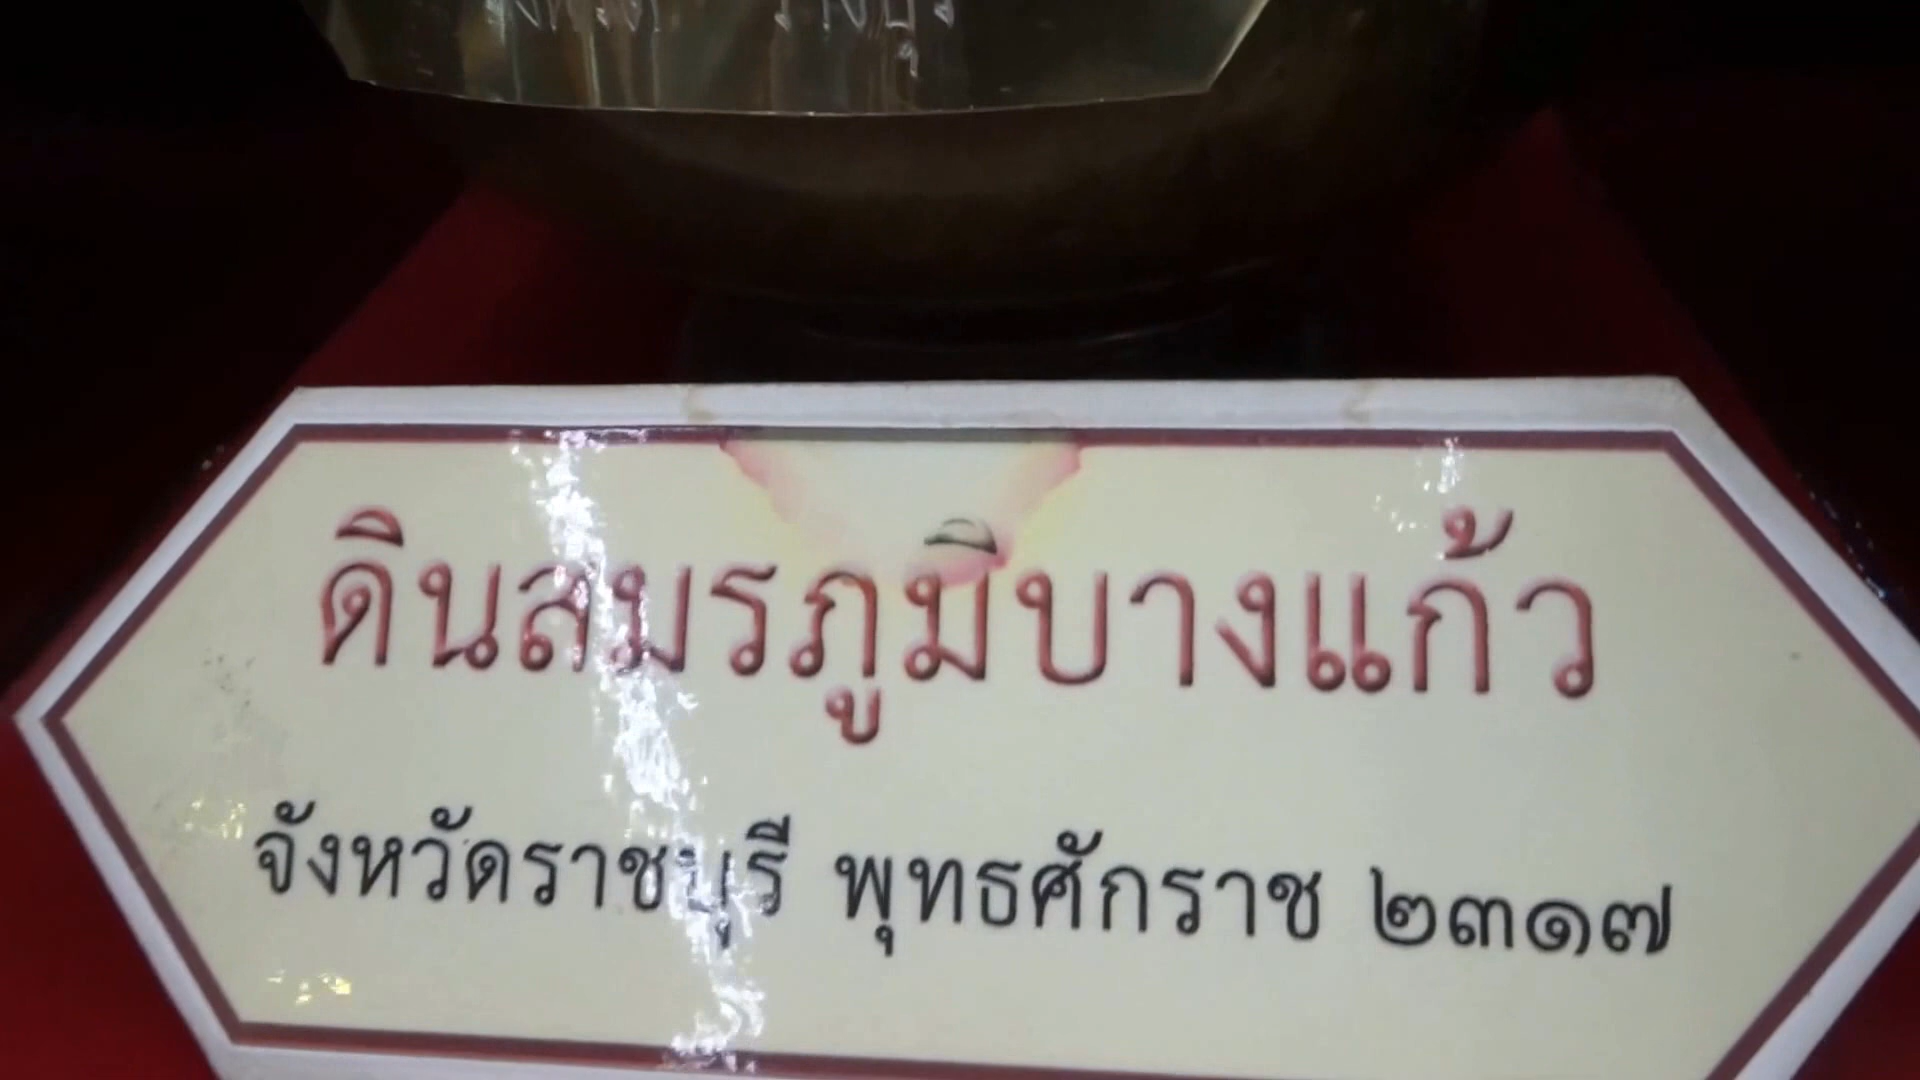 ดินสมรภูมิบางแก้ว
จังหวัดราชบุรี พุทธศักราช ๒๓๑๗